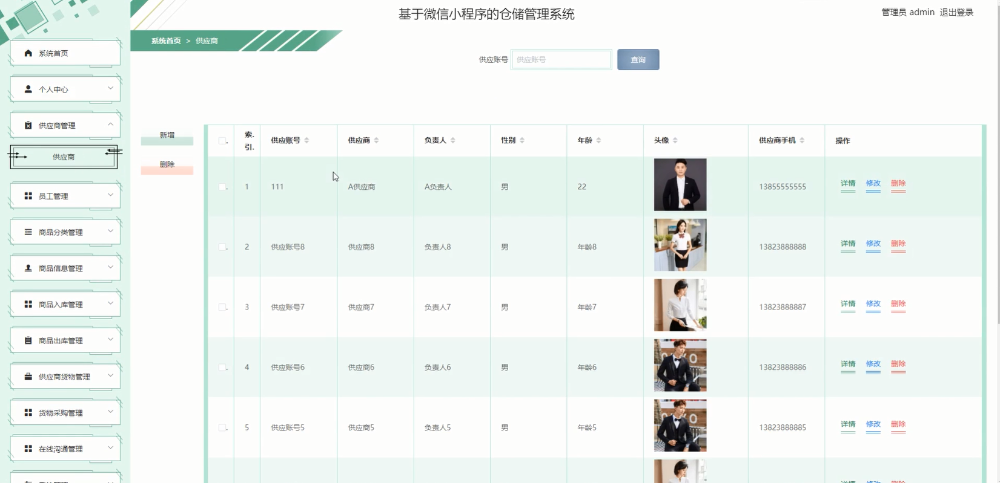 基于微信小程序的仓储管理系统
管理员 admin 退出登录
系统首页 > 供应商
供应账号 供应账号 查询
系统首页
个人中心
供应商管理
供应商
员工管理
商品分类管理
商品信息管理
商品入库管理
商品出库管理
供应商货物管理
货物采购管理
在线沟通管理
新增
删除
索. 引. 供应账号 供应商 负责人 性别 年龄 头像 供应商手机 操作
1 111 A供应商 A负责人 男 22 13855555555 详情 修改 删除
2 供应账号8 供应商8 负责人8 男 年龄8 13823888888 详情 修改 删除
3 供应账号7 供应商7 负责人7 男 年龄7 13823888887 详情 修改 删除
4 供应账号6 供应商6 负责人6 男 年龄6 13823888886 详情 修改 删除
5 供应账号5 供应商5 负责人5 男 年龄5 13823888885 详情 修改 删除